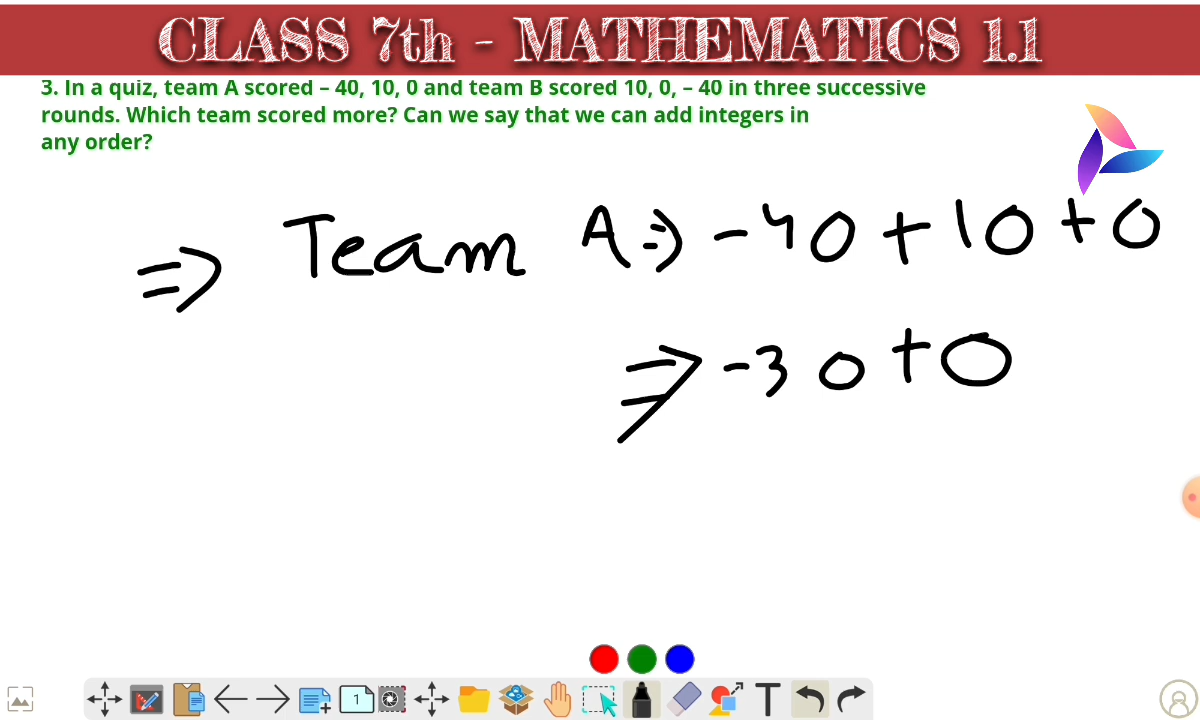 CLASS 7th - MATHEMATICS 1.1
3. In a quiz, team A scored – 40, 10, 0 and team B scored 10, 0, – 40 in three successive
rounds. Which team scored more? Can we say that we can add integers in
any order?
⇒ Team A ⇒ -40 + 10 + 0
⇒ -30 + 0
1
T